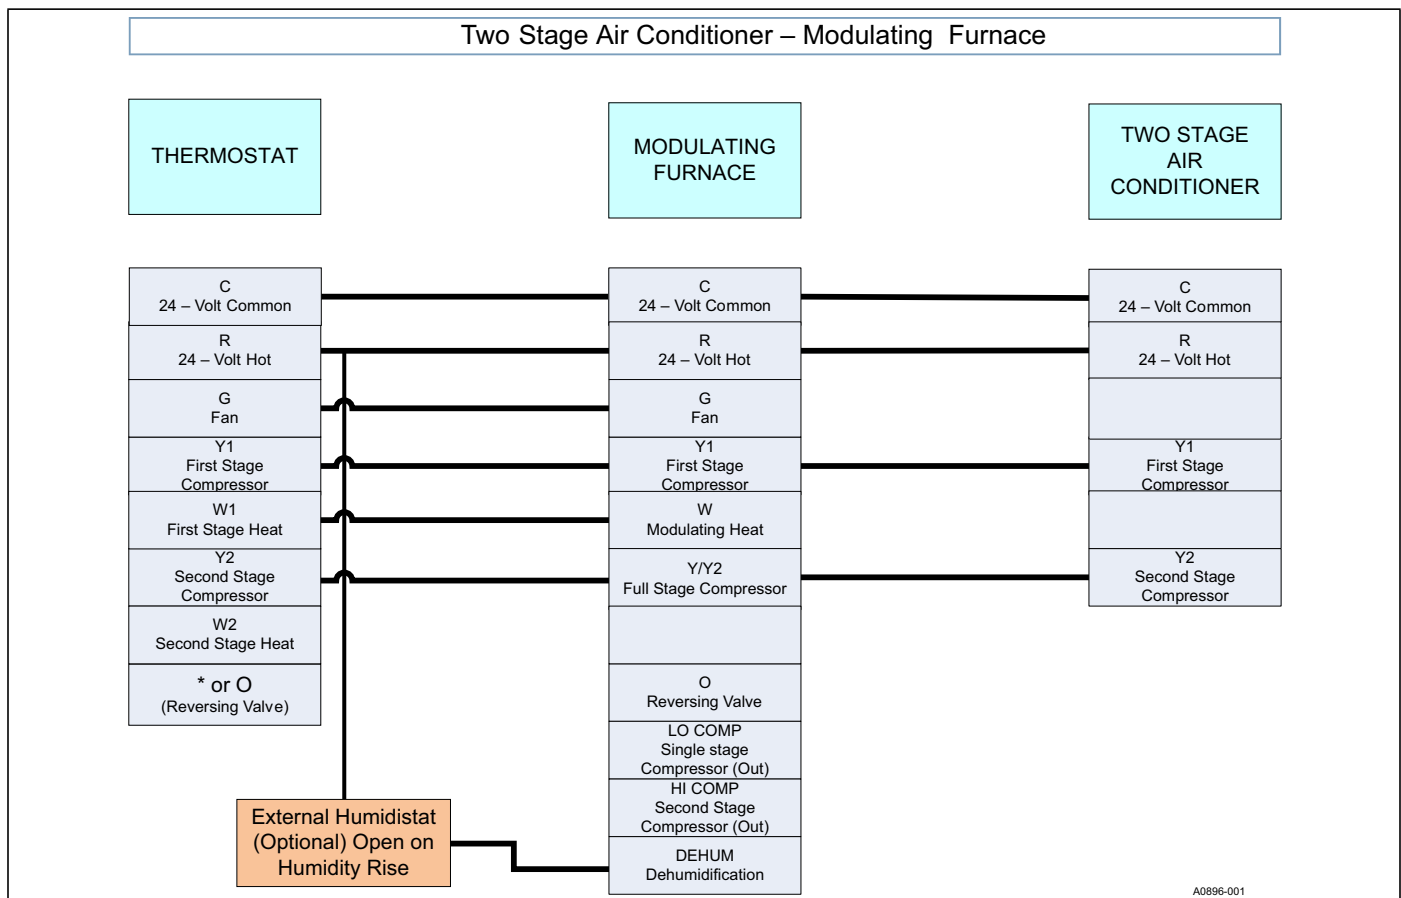 Two Stage Air Conditioner – Modulating  Furnace
THERMOSTAT
MODULATING
FURNACE
TWO STAGE
AIR
CONDITIONER
C
24 – Volt Common
R
24 – Volt Hot
G
Fan
Y1
First Stage
Compressor
W1
First Stage Heat
Y2
Second Stage
Compressor
W2
Second Stage Heat
* or O
(Reversing Valve)
C
24 – Volt Common
R
24 – Volt Hot
G
Fan
Y1
First Stage
Compressor
W
Modulating Heat
Y/Y2
Full Stage Compressor
O
Reversing Valve
LO COMP
Single stage
Compressor (Out)
HI COMP
Second Stage
Compressor (Out)
DEHUM
Dehumidification
C
24 – Volt Common
R
24 – Volt Hot
Y1
First Stage
Compressor
Y2
Second Stage
Compressor
External Humidistat
(Optional) Open on
Humidity Rise
A0896-001